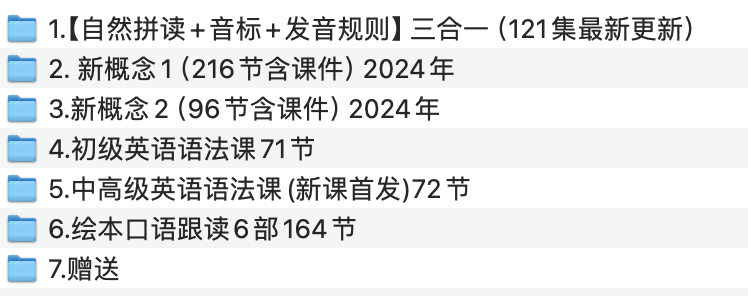 1.【自然拼读+音标+发音规则】三合一（121集最新更新）
2. 新概念1（216节含课件）2024年
3.新概念2（96节含课件）2024年
4.初级英语语法课71节
5.中高级英语语法课(新课首发)72节
6.绘本口语跟读6部164节
7.赠送